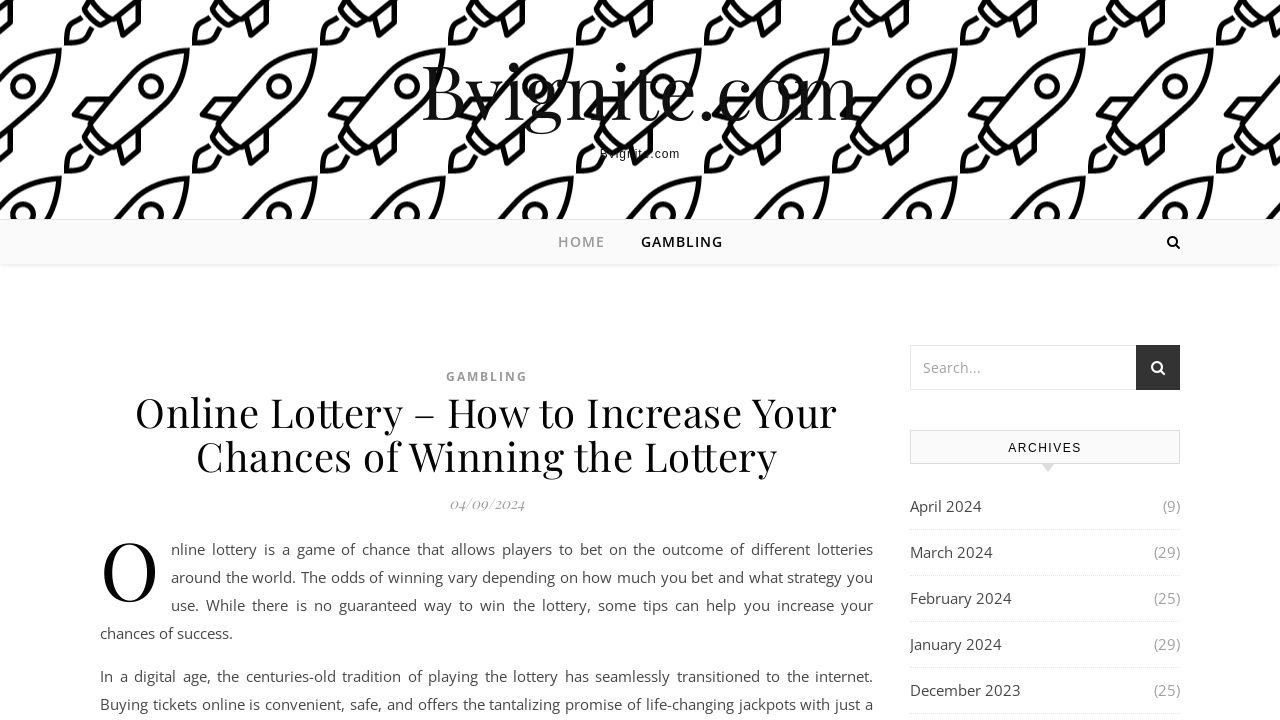 Bvignite.com
Bvignite.com
HOME
GAMBLING
GAMBLING
Online Lottery – How to Increase Your
Chances of Winning the Lottery
04/09/2024
Online lottery is a game of chance that allows players to bet on the outcome of different lotteries
around the world. The odds of winning vary depending on how much you bet and what strategy you
use. While there is no guaranteed way to win the lottery, some tips can help you increase your
chances of success.
In a digital age, the centuries-old tradition of playing the lottery has seamlessly transitioned to the internet.
Buying tickets online is convenient, safe, and offers the tantalizing promise of life-changing jackpots with just a
Search...
ARCHIVES
April 2024 (9)
March 2024 (29)
February 2024 (25)
January 2024 (29)
December 2023 (25)